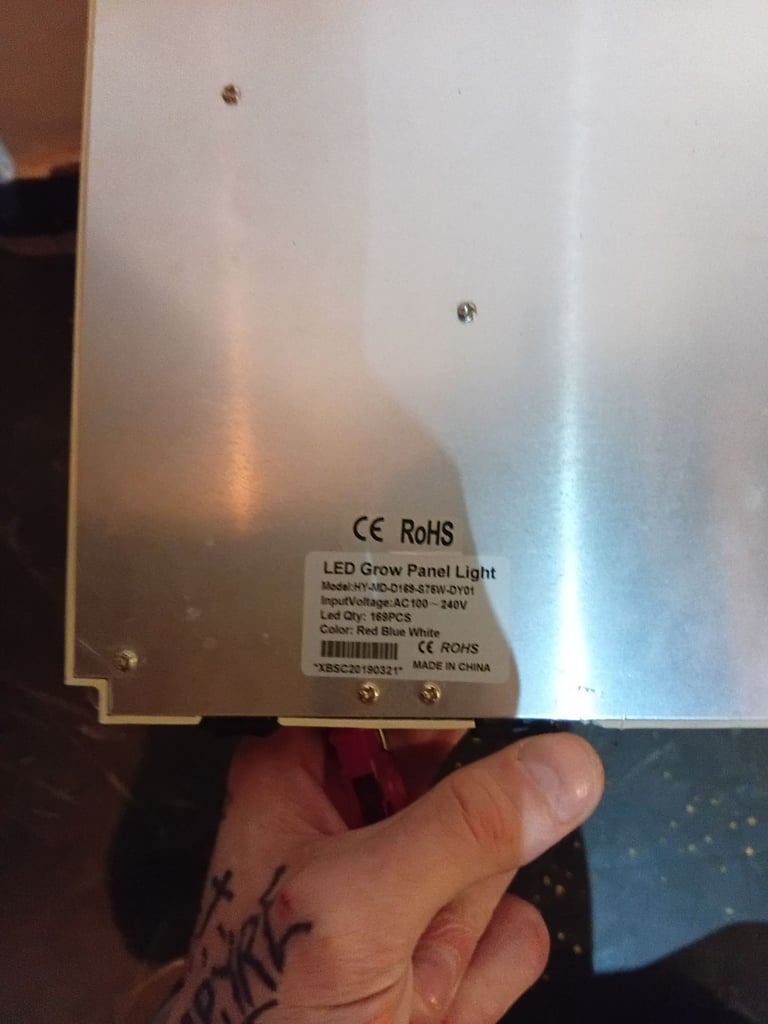 CE RoHS
LED Grow Panel Light
Model:HY-MD-D169-S75W-DY01
InputVoltage:AC100~240V
Led Qty: 169PCS
Color: Red Blue White
CE ROHS
*XBSC20190321* MADE IN CHINA